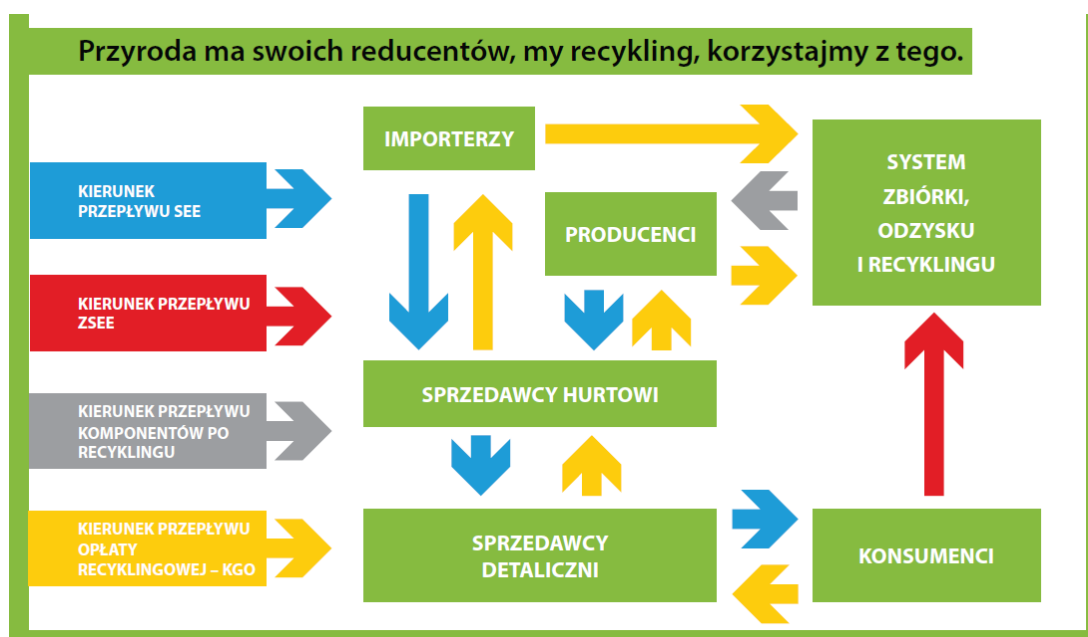 Przyroda ma swoich reducentów, my recykling, korzystajmy z tego.
IMPORTERZY
SYSTEM
ZBIÓRKI,
ODZYSKU
I RECYKLINGU
KIERUNEK
PRZEPŁYWU SEE
PRODUCENCI
KIERUNEK PRZEPŁYWU
ZSEE
SPRZEDAWCY HURTOWI
KIERUNEK PRZEPŁYWU
KOMPONENTÓW PO
RECYKLINGU
KIERUNEK PRZEPŁYWU
OPŁATY
RECYKLINGOWEJ – KGO
SPRZEDAWCY
DETALICZNI
KONSUMENCI